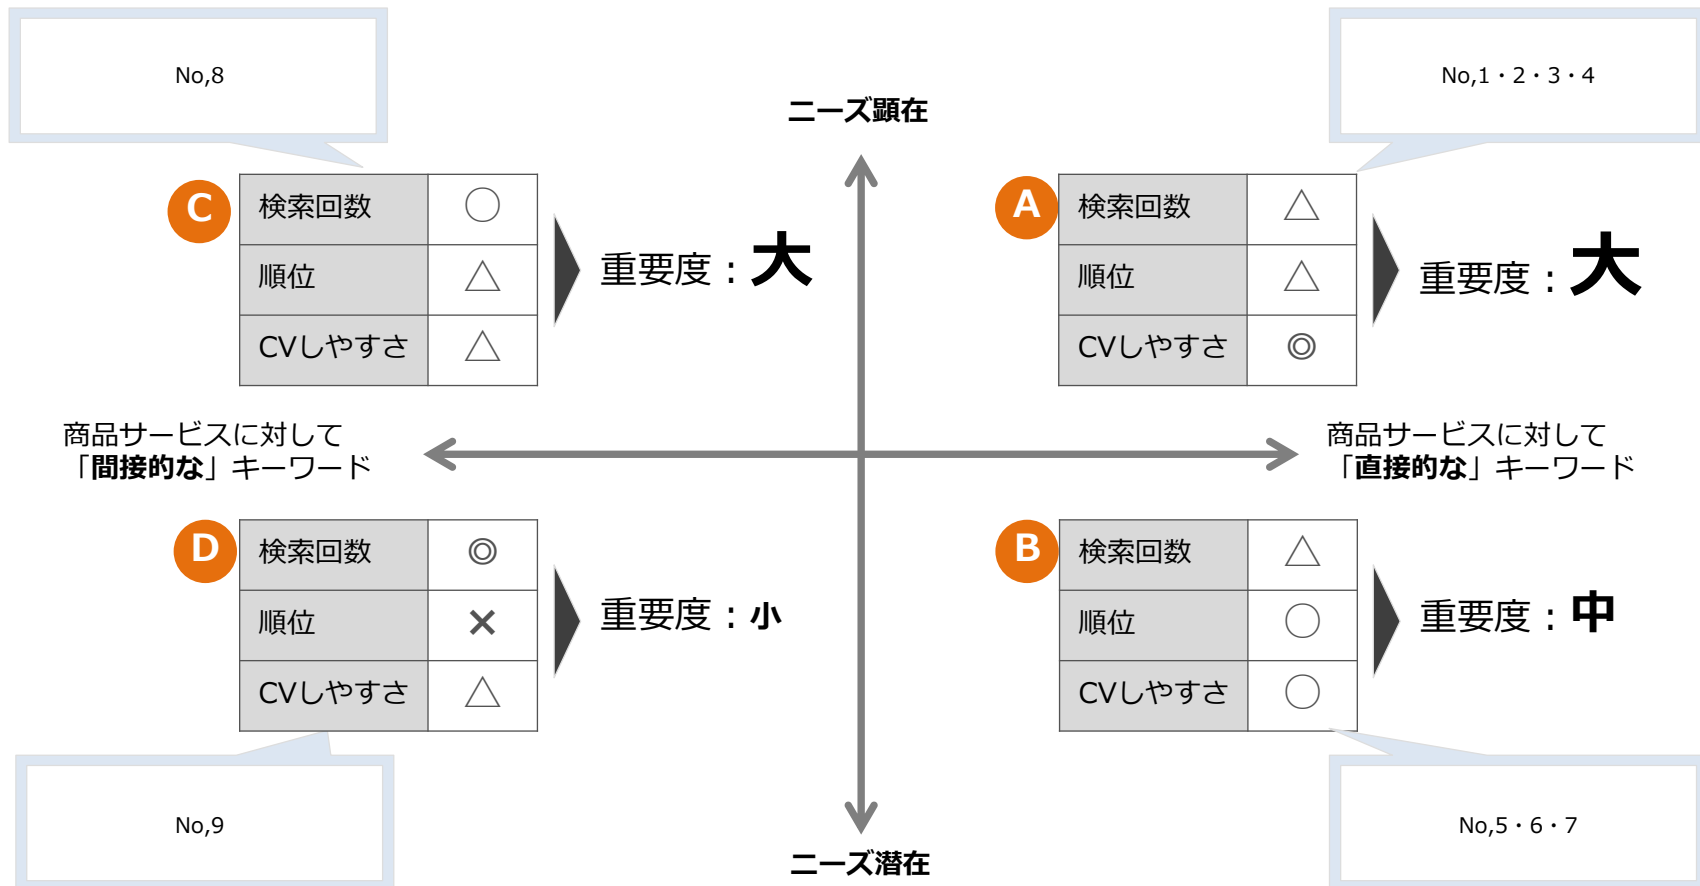 No,8
No,1・2・3・4
ニーズ顕在
C
検索回数 〇
順位 △
CVしやすさ △
重要度：大
A
検索回数 △
順位 △
CVしやすさ ◎
重要度：大
商品サービスに対して
「間接的な」キーワード
商品サービスに対して
「直接的な」キーワード
D
検索回数 ◎
順位 ×
CVしやすさ △
重要度：小
B
検索回数 △
順位 〇
CVしやすさ 〇
重要度：中
No,9
No,5・6・7
ニーズ潜在